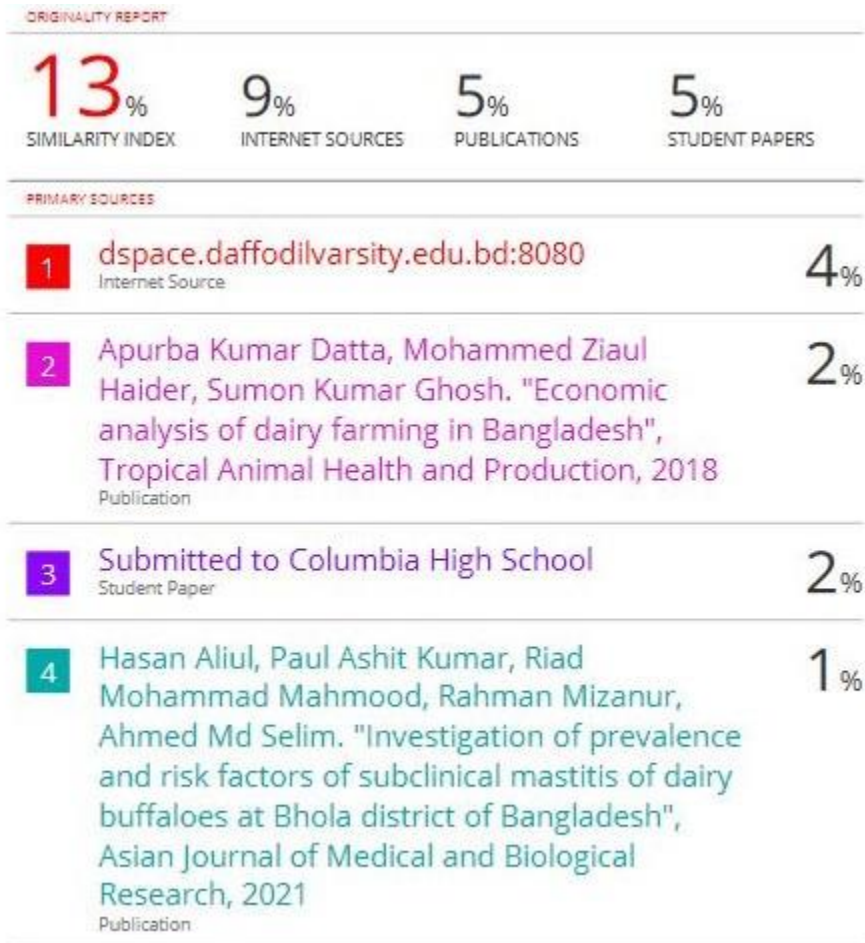 ORIGINALITY REPORT
13% 9% 5% 5%
SIMILARITY INDEX INTERNET SOURCES PUBLICATIONS STUDENT PAPERS
PRIMARY SOURCES
1 dspace.daffodilvarsity.edu.bd:8080 4%
Internet Source
2 Apurba Kumar Datta, Mohammed Ziaul 2%
Haider, Sumon Kumar Ghosh. "Economic
analysis of dairy farming in Bangladesh",
Tropical Animal Health and Production, 2018
Publication
3 Submitted to Columbia High School 2%
Student Paper
4 Hasan Aliul, Paul Ashit Kumar, Riad 1%
Mohammad Mahmood, Rahman Mizanur,
Ahmed Md Selim. "Investigation of prevalence
and risk factors of subclinical mastitis of dairy
buffaloes at Bhola district of Bangladesh",
Asian Journal of Medical and Biological
Research, 2021
Publication